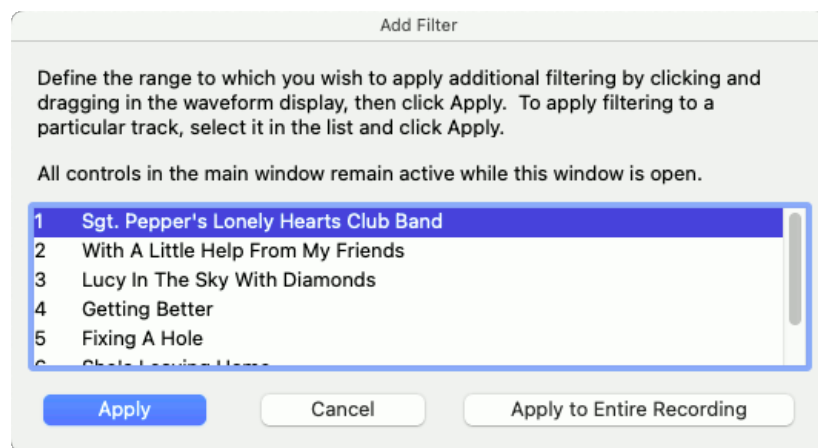 Add Filter
Define the range to which you wish to apply additional filtering by clicking and
dragging in the waveform display, then click Apply.  To apply filtering to a
particular track, select it in the list and click Apply.
All controls in the main window remain active while this window is open.
1 Sgt. Pepper's Lonely Hearts Club Band
2 With A Little Help From My Friends
3 Lucy In The Sky With Diamonds
4 Getting Better
5 Fixing A Hole
6 She's Leaving Home
Apply Cancel Apply to Entire Recording